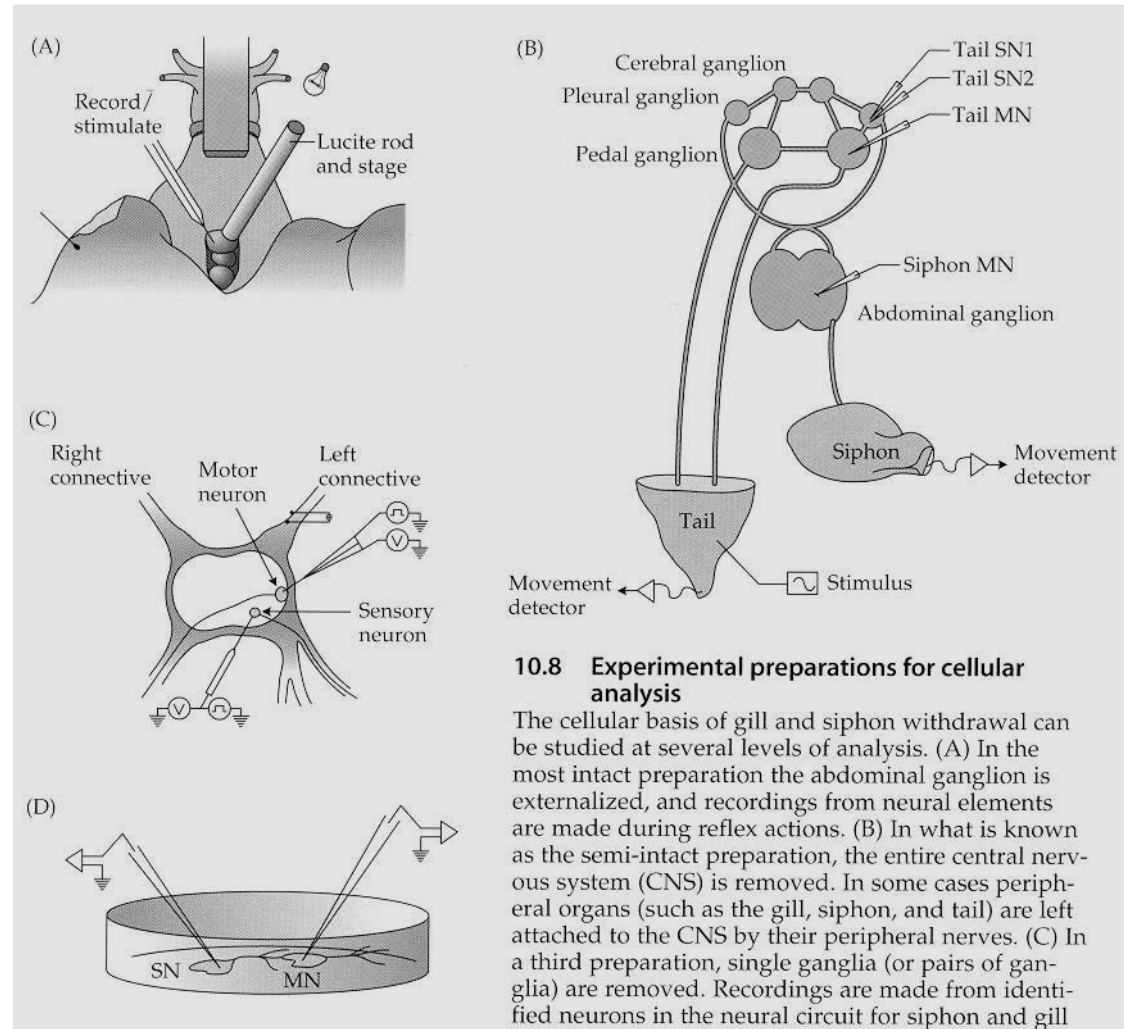 (A)
Record/
stimulate
Lucite rod
and stage
(B)
Cerebral ganglion
Pleural ganglion
Pedal ganglion
Tail SN1
Tail SN2
Tail MN
Siphon MN
Abdominal ganglion
Siphon
Movement
detector
Tail
Movement
detector
Stimulus
(C)
Right
connective
Motor
neuron
Left
connective
V
Sensory
neuron
V
(D)
SN
MN
10.8 Experimental preparations for cellular
analysis
The cellular basis of gill and siphon withdrawal can
be studied at several levels of analysis. (A) In the
most intact preparation the abdominal ganglion is
externalized, and recordings from neural elements
are made during reflex actions. (B) In what is known
as the semi-intact preparation, the entire central nerv-
ous system (CNS) is removed. In some cases periph-
eral organs (such as the gill, siphon, and tail) are left
attached to the CNS by their peripheral nerves. (C) In
a third preparation, single ganglia (or pairs of gan-
glia) are removed. Recordings are made from identi-
fied neurons in the neural circuit for siphon and gill